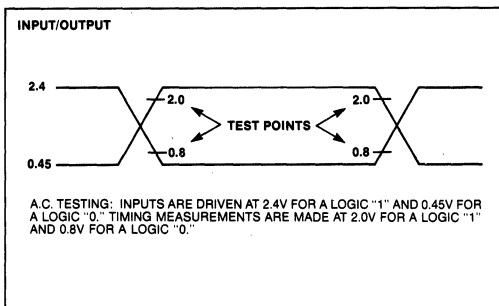 INPUT/OUTPUT
2.4
2.0
2.0
TEST POINTS
0.8
0.8
0.45
A.C. TESTING: INPUTS ARE DRIVEN AT 2.4V FOR A LOGIC "1" AND 0.45V FOR
A LOGIC "0." TIMING MEASUREMENTS ARE MADE AT 2.0V FOR A LOGIC "1"
AND 0.8V FOR A LOGIC "0."